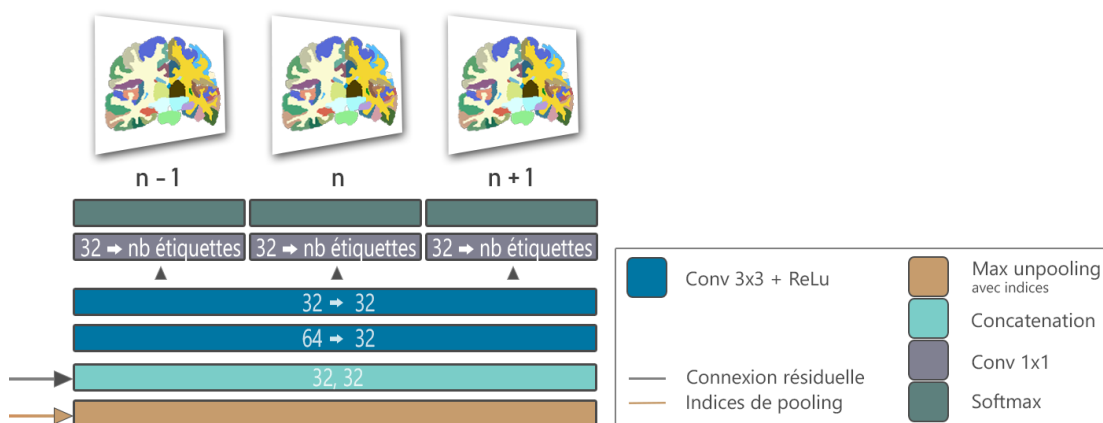 n - 1 n n + 1
32 → nb étiquettes 32 → nb étiquettes 32 → nb étiquettes
32 → 32
64 → 32
32, 32
Conv 3x3 + ReLu
Connexion résiduelle
Indices de pooling
Max unpooling
avec indices
Concatenation
Conv 1x1
Softmax